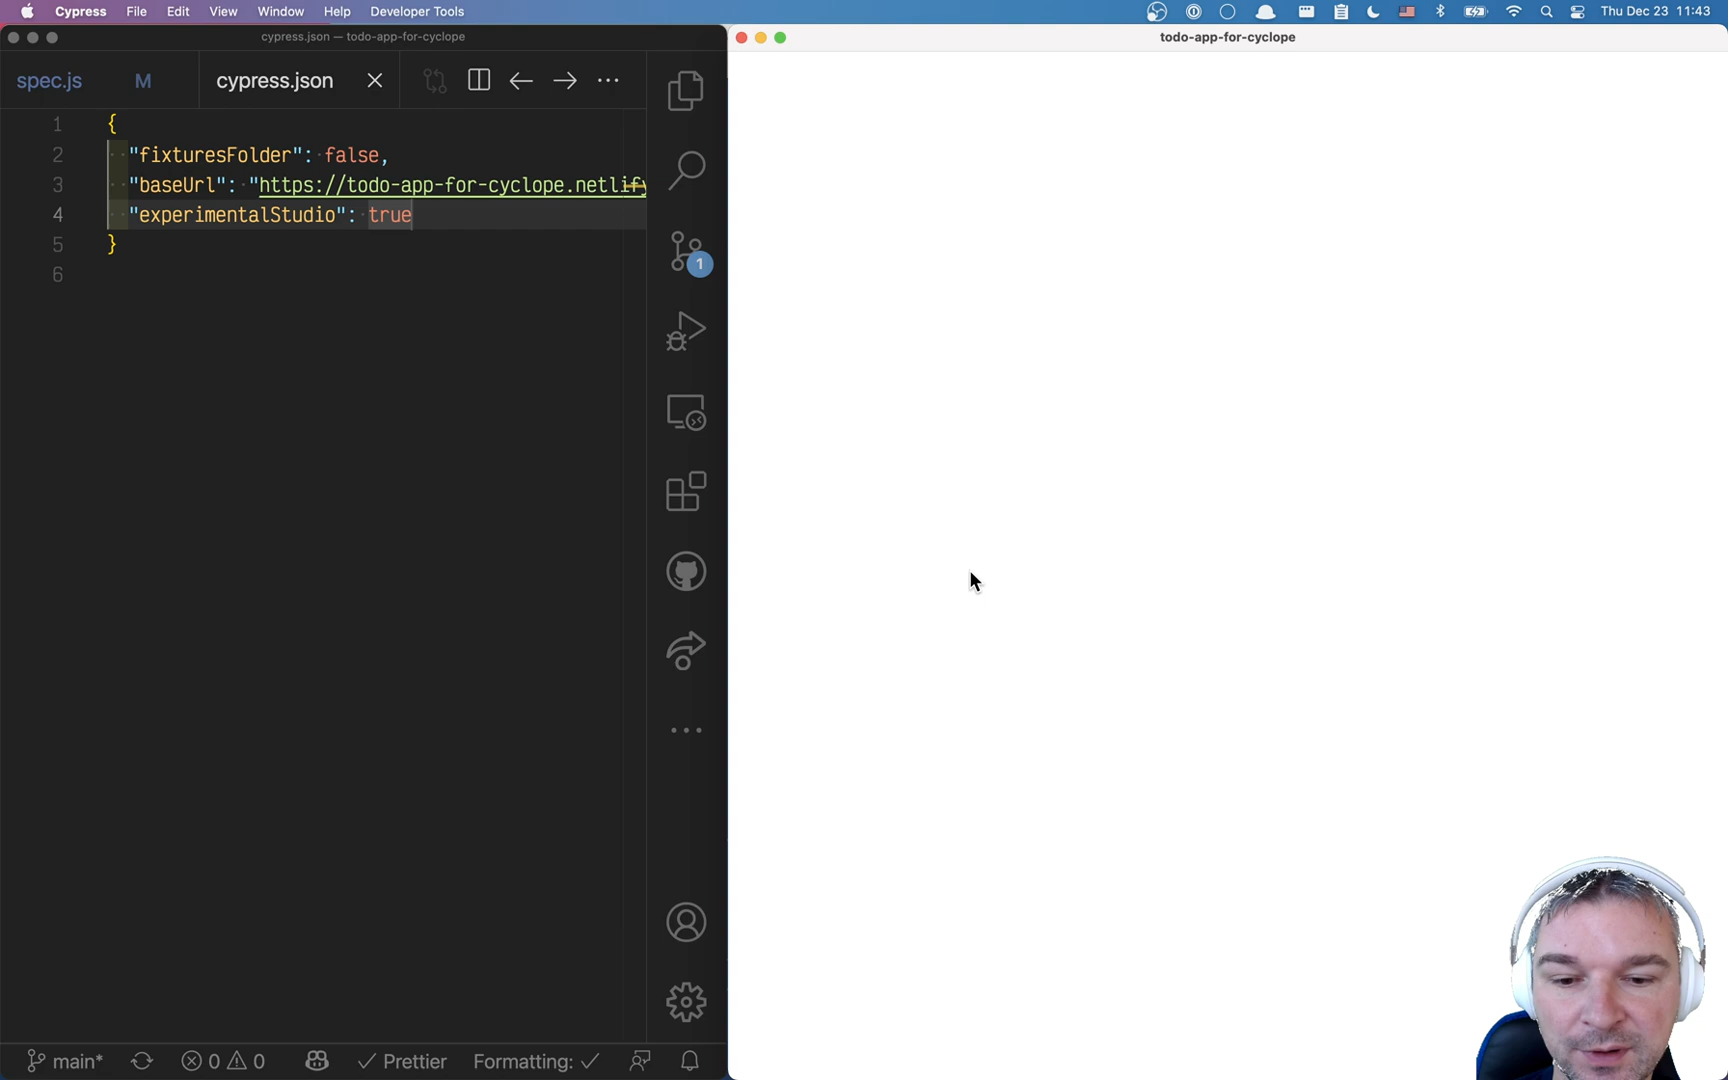 Cypress File Edit View Window Help Developer Tools Thu Dec 23 11:43
cypress.json — todo-app-for-cyclope
todo-app-for-cyclope
spec.js M cypress.json
1 {
2 "fixturesFolder": false,
3 "baseUrl": "https://todo-app-for-cyclope.netlify
4 "experimentalStudio": true
5 }
6
1
main* 0 0 Prettier Formatting: